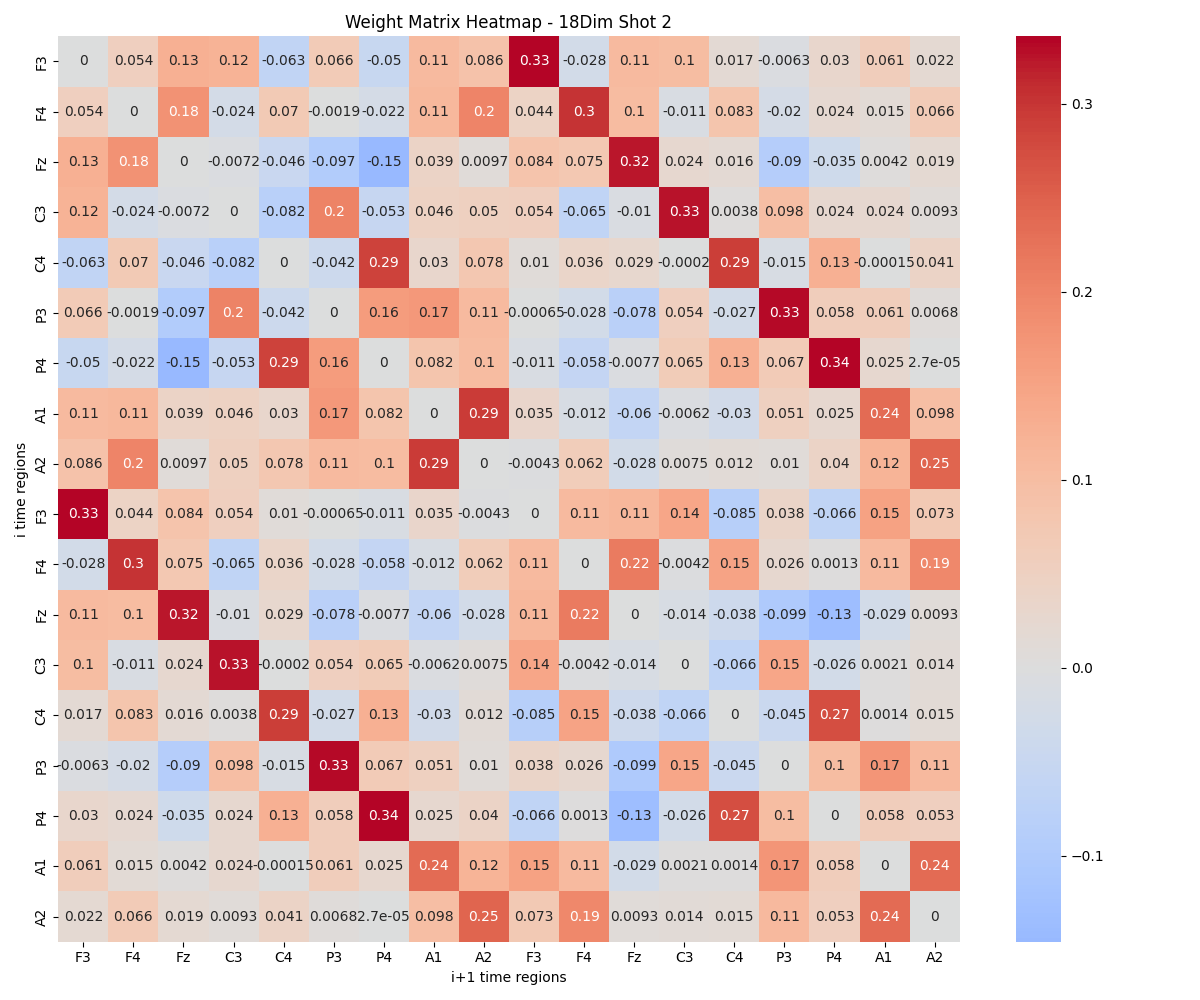 Weight Matrix Heatmap - 18Dim Shot 2
F3 0 0.054 0.13 0.12 -0.063 0.066 -0.05 0.11 0.086 0.33 -0.028 0.11 0.1 0.017 -0.0063 0.03 0.061 0.022
F4 0.054 0 0.18 -0.024 0.07 -0.0019 -0.022 0.11 0.2 0.044 0.3 0.1 -0.011 0.083 -0.02 0.024 0.015 0.066
Fz 0.13 0.18 0 -0.0072 -0.046 -0.097 -0.15 0.039 0.0097 0.084 0.075 0.32 0.024 0.016 -0.09 -0.035 0.0042 0.019
C3 0.12 -0.024 -0.0072 0 -0.082 0.2 -0.053 0.046 0.05 0.054 -0.065 -0.01 0.33 0.0038 0.098 0.024 0.024 0.0093
C4 -0.063 0.07 -0.046 -0.082 0 -0.042 0.29 0.03 0.078 0.01 0.036 0.029 -0.0002 0.29 -0.015 0.13 -0.00015 0.041
P3 0.066 -0.0019 -0.097 0.2 -0.042 0 0.16 0.17 0.11 -0.00065 -0.028 -0.078 0.054 -0.027 0.33 0.058 0.061 0.0068
P4 -0.05 -0.022 -0.15 -0.053 0.29 0.16 0 0.082 0.1 -0.011 -0.058 -0.0077 0.065 0.13 0.067 0.34 0.025 2.7e-05
A1 0.11 0.11 0.039 0.046 0.03 0.17 0.082 0 0.29 0.035 -0.012 -0.06 -0.0062 -0.03 0.051 0.025 0.24 0.098
A2 0.086 0.2 0.0097 0.05 0.078 0.11 0.1 0.29 0 -0.0043 0.062 -0.028 0.0075 0.012 0.01 0.04 0.12 0.25
F3 0.33 0.044 0.084 0.054 0.01 -0.00065 -0.011 0.035 -0.0043 0 0.11 0.11 0.14 -0.085 0.038 -0.066 0.15 0.073
F4 -0.028 0.3 0.075 -0.065 0.036 -0.028 -0.058 -0.012 0.062 0.11 0 0.22 -0.0042 0.15 0.026 0.0013 0.11 0.19
Fz 0.11 0.1 0.32 -0.01 0.029 -0.078 -0.0077 -0.06 -0.028 0.11 0.22 0 -0.014 -0.038 -0.099 -0.13 -0.029 0.0093
C3 0.1 -0.011 0.024 0.33 -0.0002 0.054 0.065 -0.0062 0.0075 0.14 -0.0042 -0.014 0 -0.066 0.15 -0.026 0.0021 0.014
C4 0.017 0.083 0.016 0.0038 0.29 -0.027 0.13 -0.03 0.012 -0.085 0.15 -0.038 -0.066 0 -0.045 0.27 0.0014 0.015
P3 -0.0063 -0.02 -0.09 0.098 -0.015 0.33 0.067 0.051 0.01 0.038 0.026 -0.099 0.15 -0.045 0 0.1 0.17 0.11
P4 0.03 0.024 -0.035 0.024 0.13 0.058 0.34 0.025 0.04 -0.066 0.0013 -0.13 -0.026 0.27 0.1 0 0.058 0.053
A1 0.061 0.015 0.0042 0.024 -0.00015 0.061 0.025 0.24 0.12 0.15 0.11 -0.029 0.0021 0.0014 0.17 0.058 0 0.24
A2 0.022 0.066 0.019 0.0093 0.041 0.0068 2.7e-05 0.098 0.25 0.073 0.19 0.0093 0.014 0.015 0.11 0.053 0.24 0
F3 F4 Fz C3 C4 P3 P4 A1 A2 F3 F4 Fz C3 C4 P3 P4 A1 A2
i+1 time regions
i time regions
0.3
0.2
0.1
0.0
−0.1